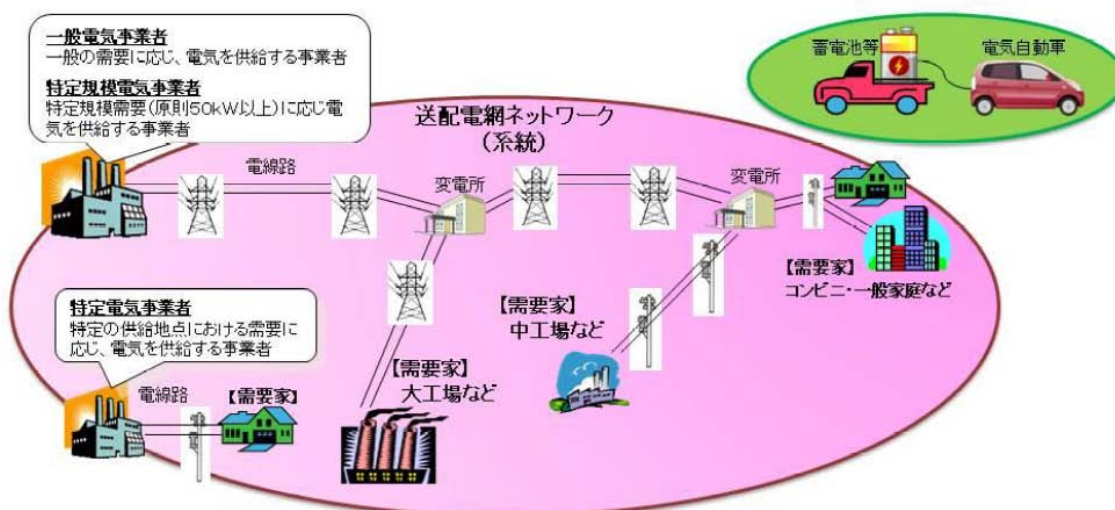 一般電気事業者
一般の需要に応じ、電気を供給する事業者
特定規模電気事業者
特定規模需要(原則50kW以上)に応じ電
気を供給する事業者
蓄電池等
電気自動車
送配電網ネットワーク
(系統)
電線路
変電所
変電所
【需要家】
コンビニ・一般家庭など
【需要家】
中工場など
特定電気事業者
特定の供給地点における需要に
応じ、電気を供給する事業者
【需要家】
大工場など
電線路
【需要家】